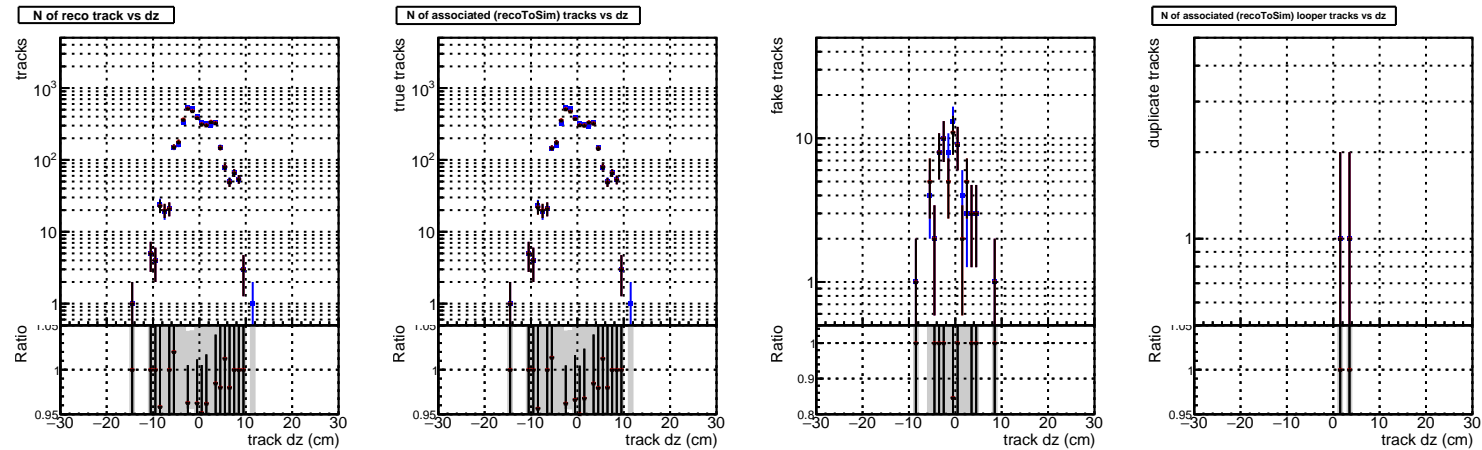 N of reco track vs dz
N of associated (recoToSim) tracks vs dz
N of associated (recoToSim) looper tracks vs dz
tracks
10³
10²
10
1
1.05
Ratio
1
0.95
−30 −20 −10 0 10 20 30
track dz (cm)
true tracks
10³
10²
10
1
1.05
Ratio
1
0.95
−30 −20 −10 0 10 20 30
track dz (cm)
fake tracks
10
1
Ratio
1
0.9
0.8
−30 −20 −10 0 10 20 30
track dz (cm)
duplicate tracks
1
1.05
Ratio
1
0.95
−30 −20 −10 0 10 20 30
track dz (cm)